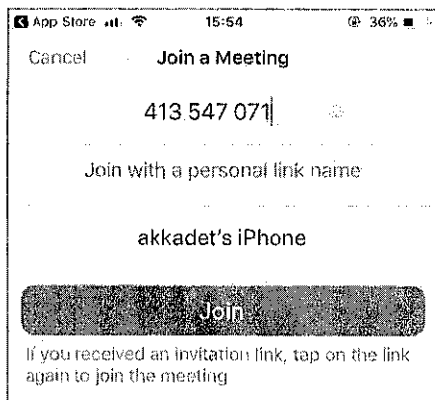 App Store 15:54 36%
Cancel Join a Meeting
413 547 071
Join with a personal link name
akkadet's iPhone
Join
If you received an invitation link, tap on the link
again to join the meeting